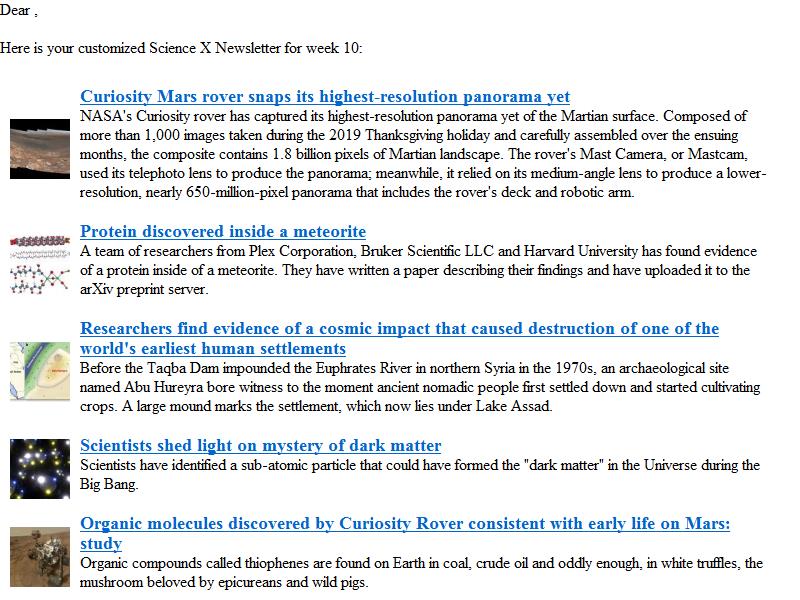 Dear ,
Here is your customized Science X Newsletter for week 10:
Curiosity Mars rover snaps its highest-resolution panorama yet
NASA's Curiosity rover has captured its highest-resolution panorama yet of the Martian surface. Composed of
more than 1,000 images taken during the 2019 Thanksgiving holiday and carefully assembled over the ensuing
months, the composite contains 1.8 billion pixels of Martian landscape. The rover's Mast Camera, or Mastcam,
used its telephoto lens to produce the panorama; meanwhile, it relied on its medium-angle lens to produce a lower-
resolution, nearly 650-million-pixel panorama that includes the rover's deck and robotic arm.
Protein discovered inside a meteorite
A team of researchers from Plex Corporation, Bruker Scientific LLC and Harvard University has found evidence
of a protein inside of a meteorite. They have written a paper describing their findings and have uploaded it to the
arXiv preprint server.
Researchers find evidence of a cosmic impact that caused destruction of one of the
world's earliest human settlements
Before the Taqba Dam impounded the Euphrates River in northern Syria in the 1970s, an archaeological site
named Abu Hureyra bore witness to the moment ancient nomadic people first settled down and started cultivating
crops. A large mound marks the settlement, which now lies under Lake Assad.
Scientists shed light on mystery of dark matter
Scientists have identified a sub-atomic particle that could have formed the "dark matter" in the Universe during the
Big Bang.
Organic molecules discovered by Curiosity Rover consistent with early life on Mars:
study
Organic compounds called thiophenes are found on Earth in coal, crude oil and oddly enough, in white truffles, the
mushroom beloved by epicureans and wild pigs.